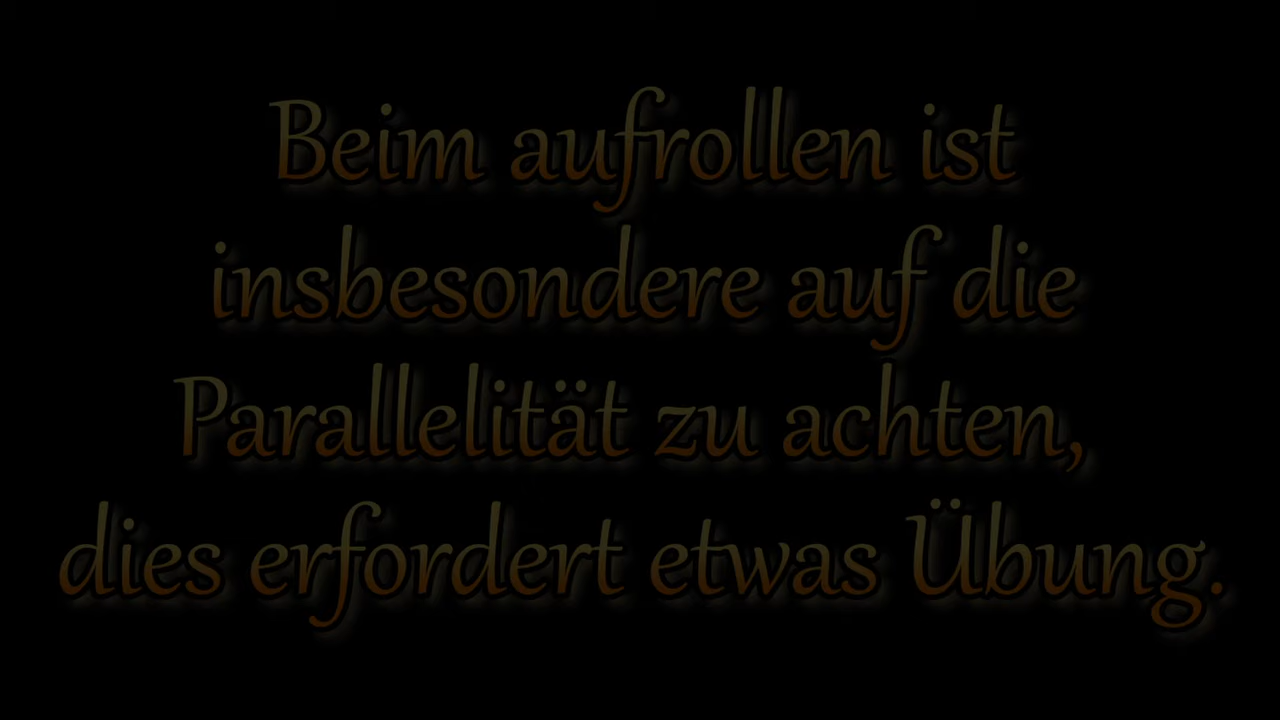 Beim aufrollen ist
insbesondere auf die
Parallelität zu achten,
dies erfordert etwas Übung.